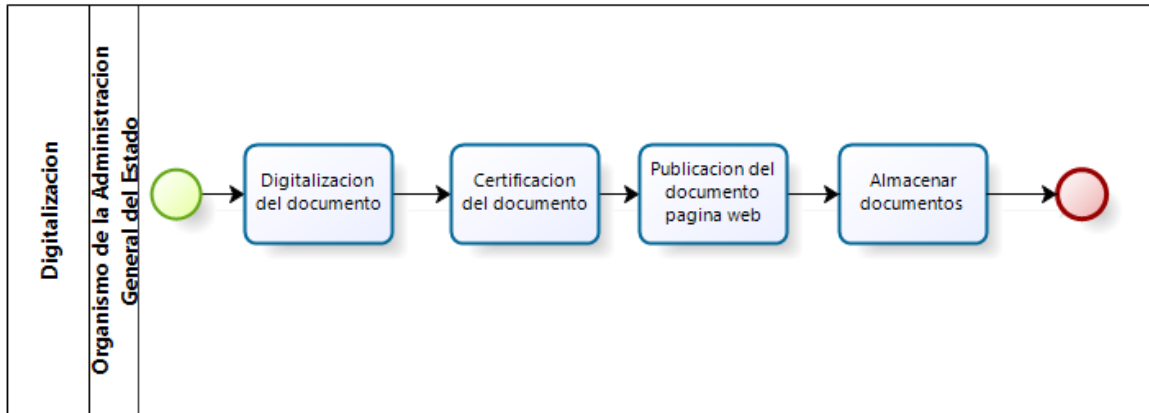 Digitalizacion
Organismo de la Administracion
General del Estado
Digitalizacion
del documento
Certificacion
del documento
Publicacion del
documento
pagina web
Almacenar
documentos